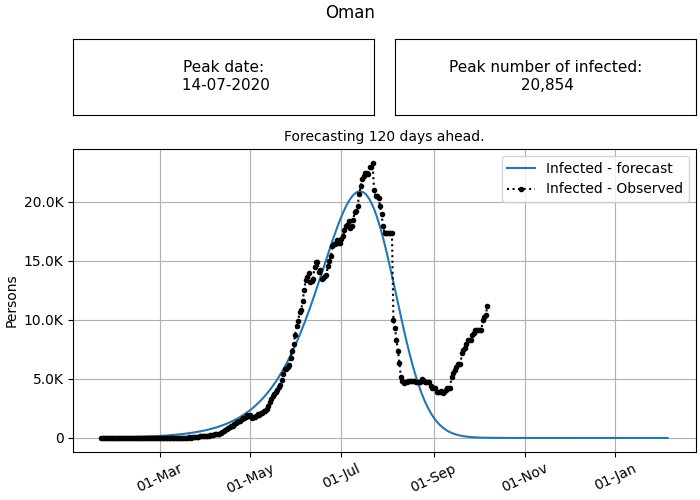 Oman
Peak date:
14-07-2020
Peak number of infected:
20,854
Forecasting 120 days ahead.
Infected - forecast
Infected - Observed
Persons
20.0K
15.0K
10.0K
5.0K
0
01-Mar
01-May
01-Jul
01-Sep
01-Nov
01-Jan